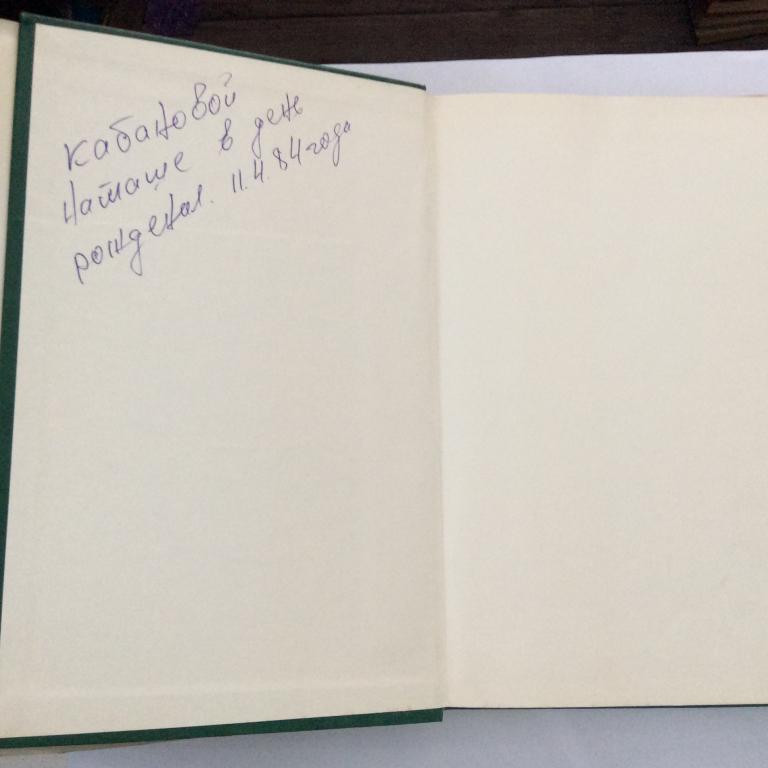 Кабановой
Наташе в день
рождения. 11.4.84 года